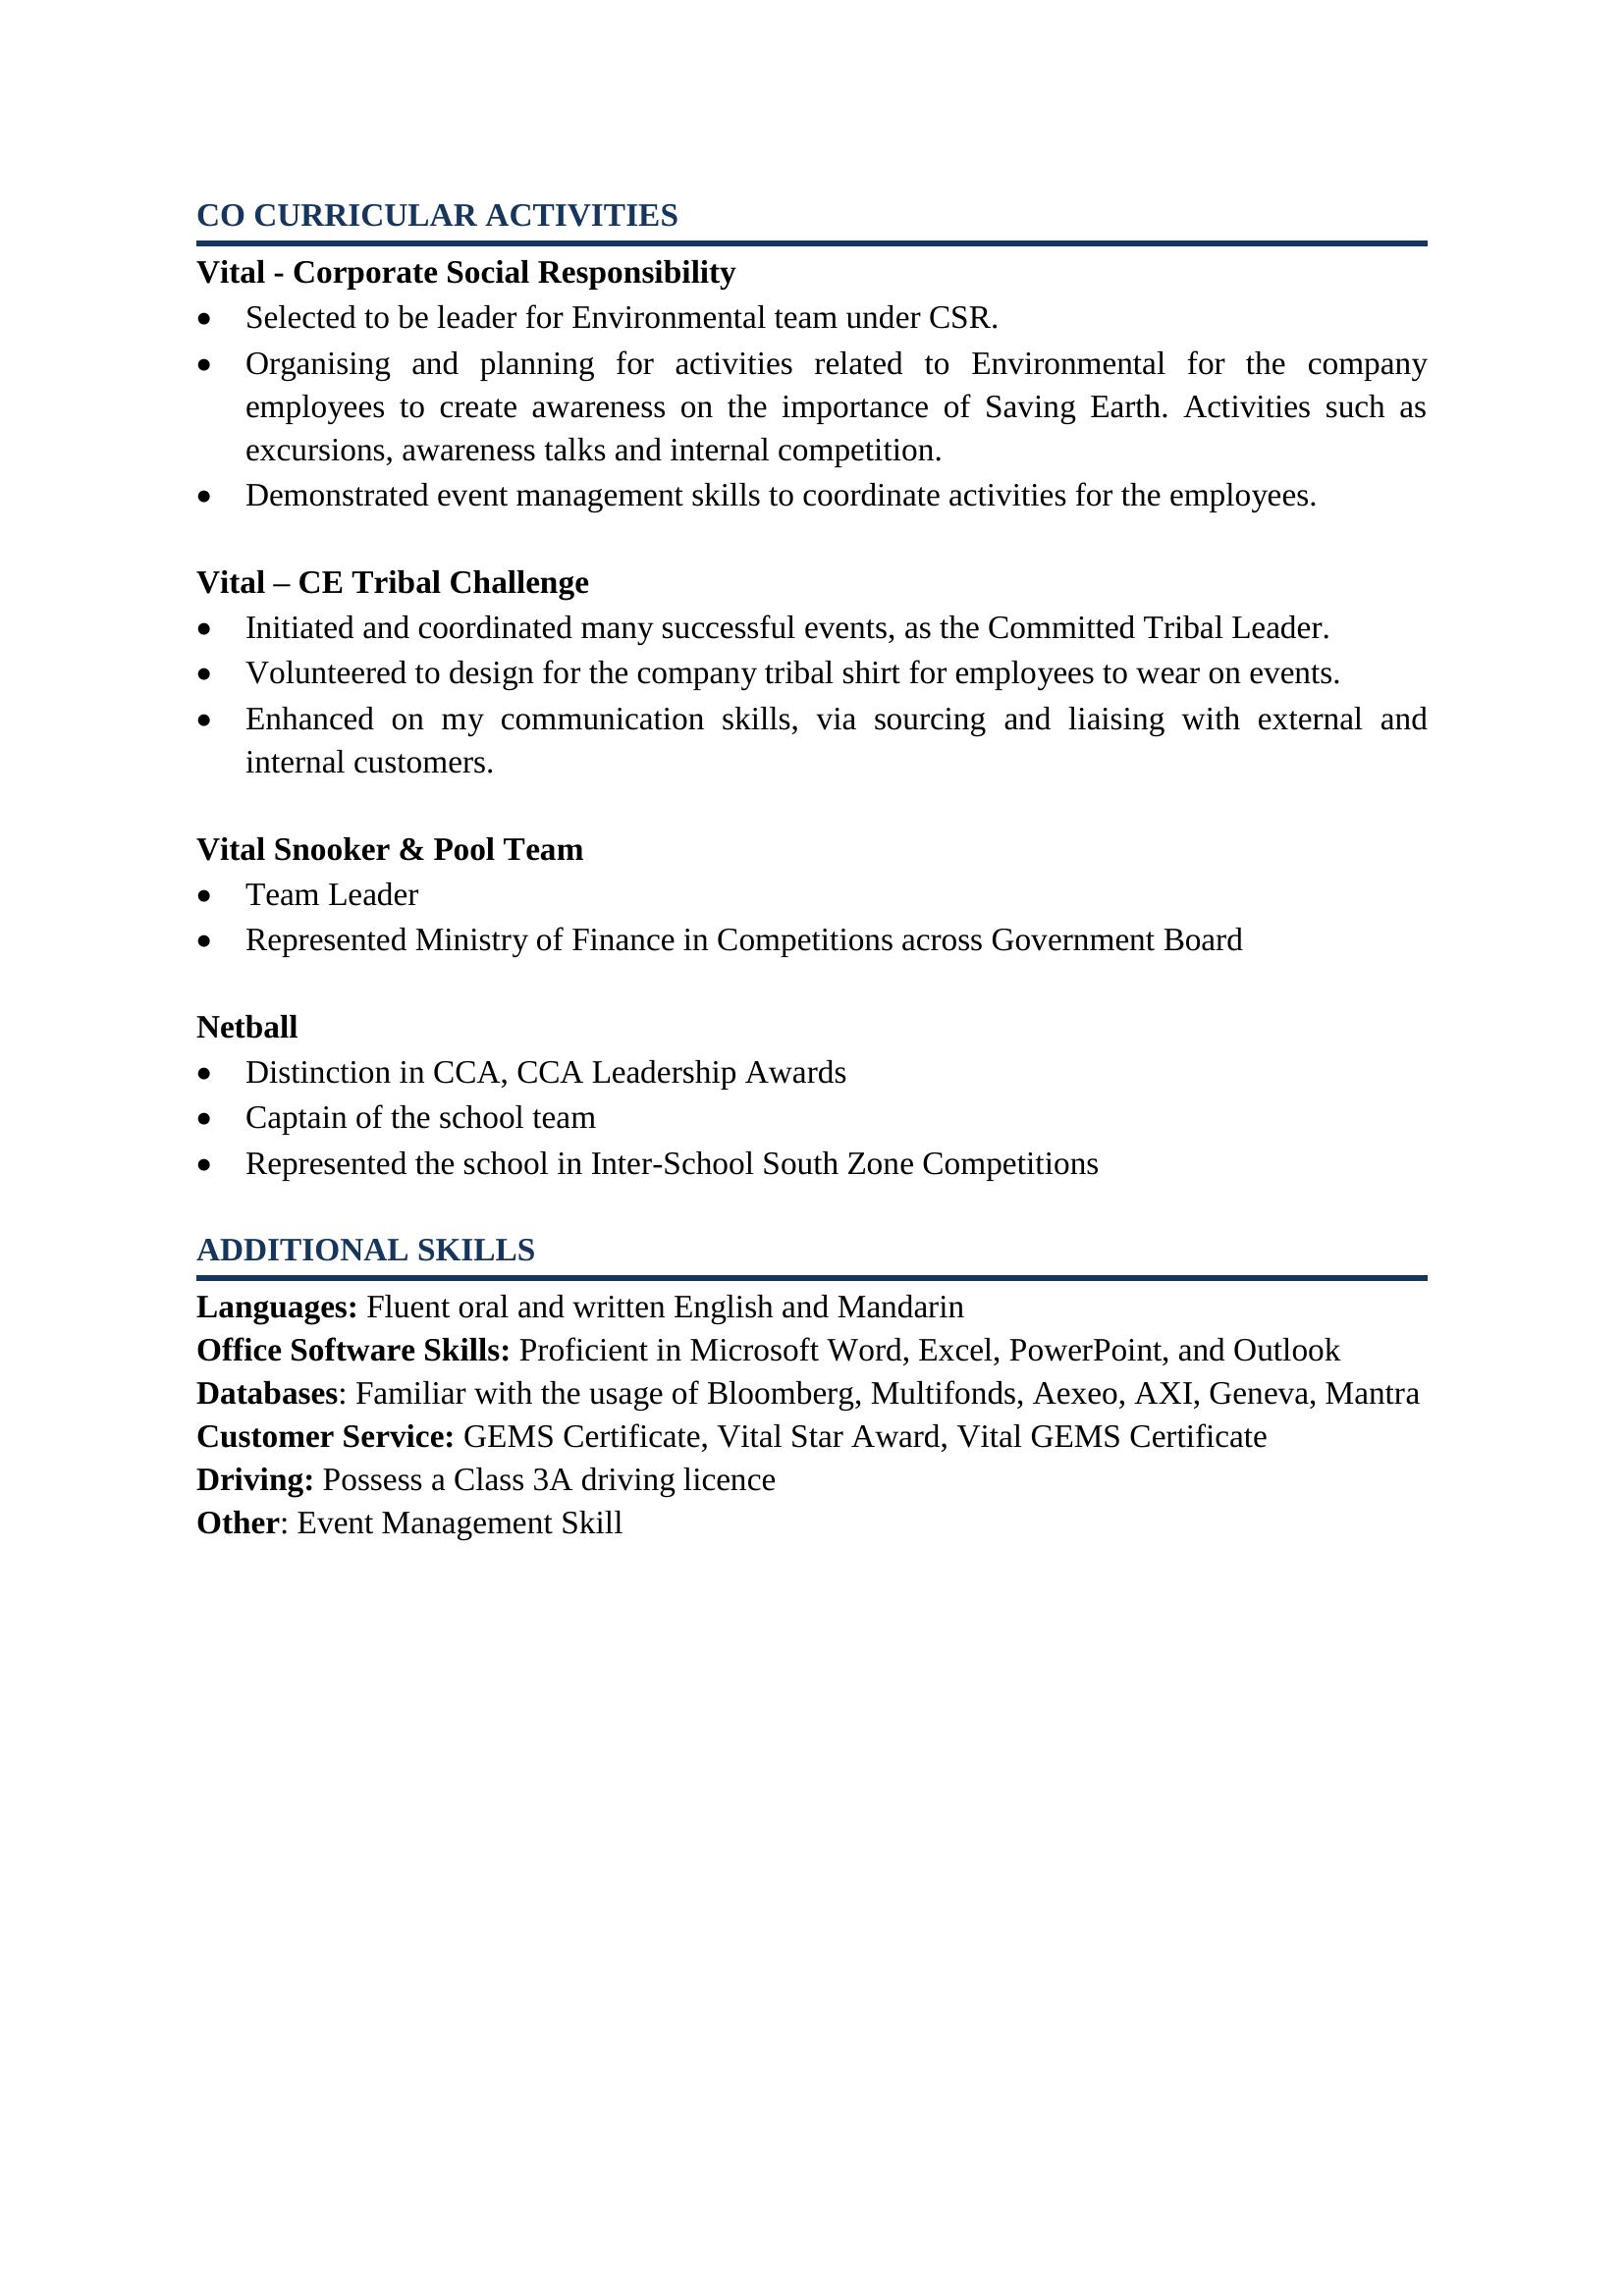 CO CURRICULAR ACTIVITIES
Vital - Corporate Social Responsibility
• Selected to be leader for Environmental team under CSR.
• Organising and planning for activities related to Environmental for the company
employees to create awareness on the importance of Saving Earth. Activities such as
excursions, awareness talks and internal competition.
• Demonstrated event management skills to coordinate activities for the employees.
Vital – CE Tribal Challenge
• Initiated and coordinated many successful events, as the Committed Tribal Leader.
• Volunteered to design for the company tribal shirt for employees to wear on events.
• Enhanced on my communication skills, via sourcing and liaising with external and
internal customers.
Vital Snooker & Pool Team
• Team Leader
• Represented Ministry of Finance in Competitions across Government Board
Netball
• Distinction in CCA, CCA Leadership Awards
• Captain of the school team
• Represented the school in Inter-School South Zone Competitions
ADDITIONAL SKILLS
Languages: Fluent oral and written English and Mandarin
Office Software Skills: Proficient in Microsoft Word, Excel, PowerPoint, and Outlook
Databases: Familiar with the usage of Bloomberg, Multifonds, Aexeo, AXI, Geneva, Mantra
Customer Service: GEMS Certificate, Vital Star Award, Vital GEMS Certificate
Driving: Possess a Class 3A driving licence
Other: Event Management Skill